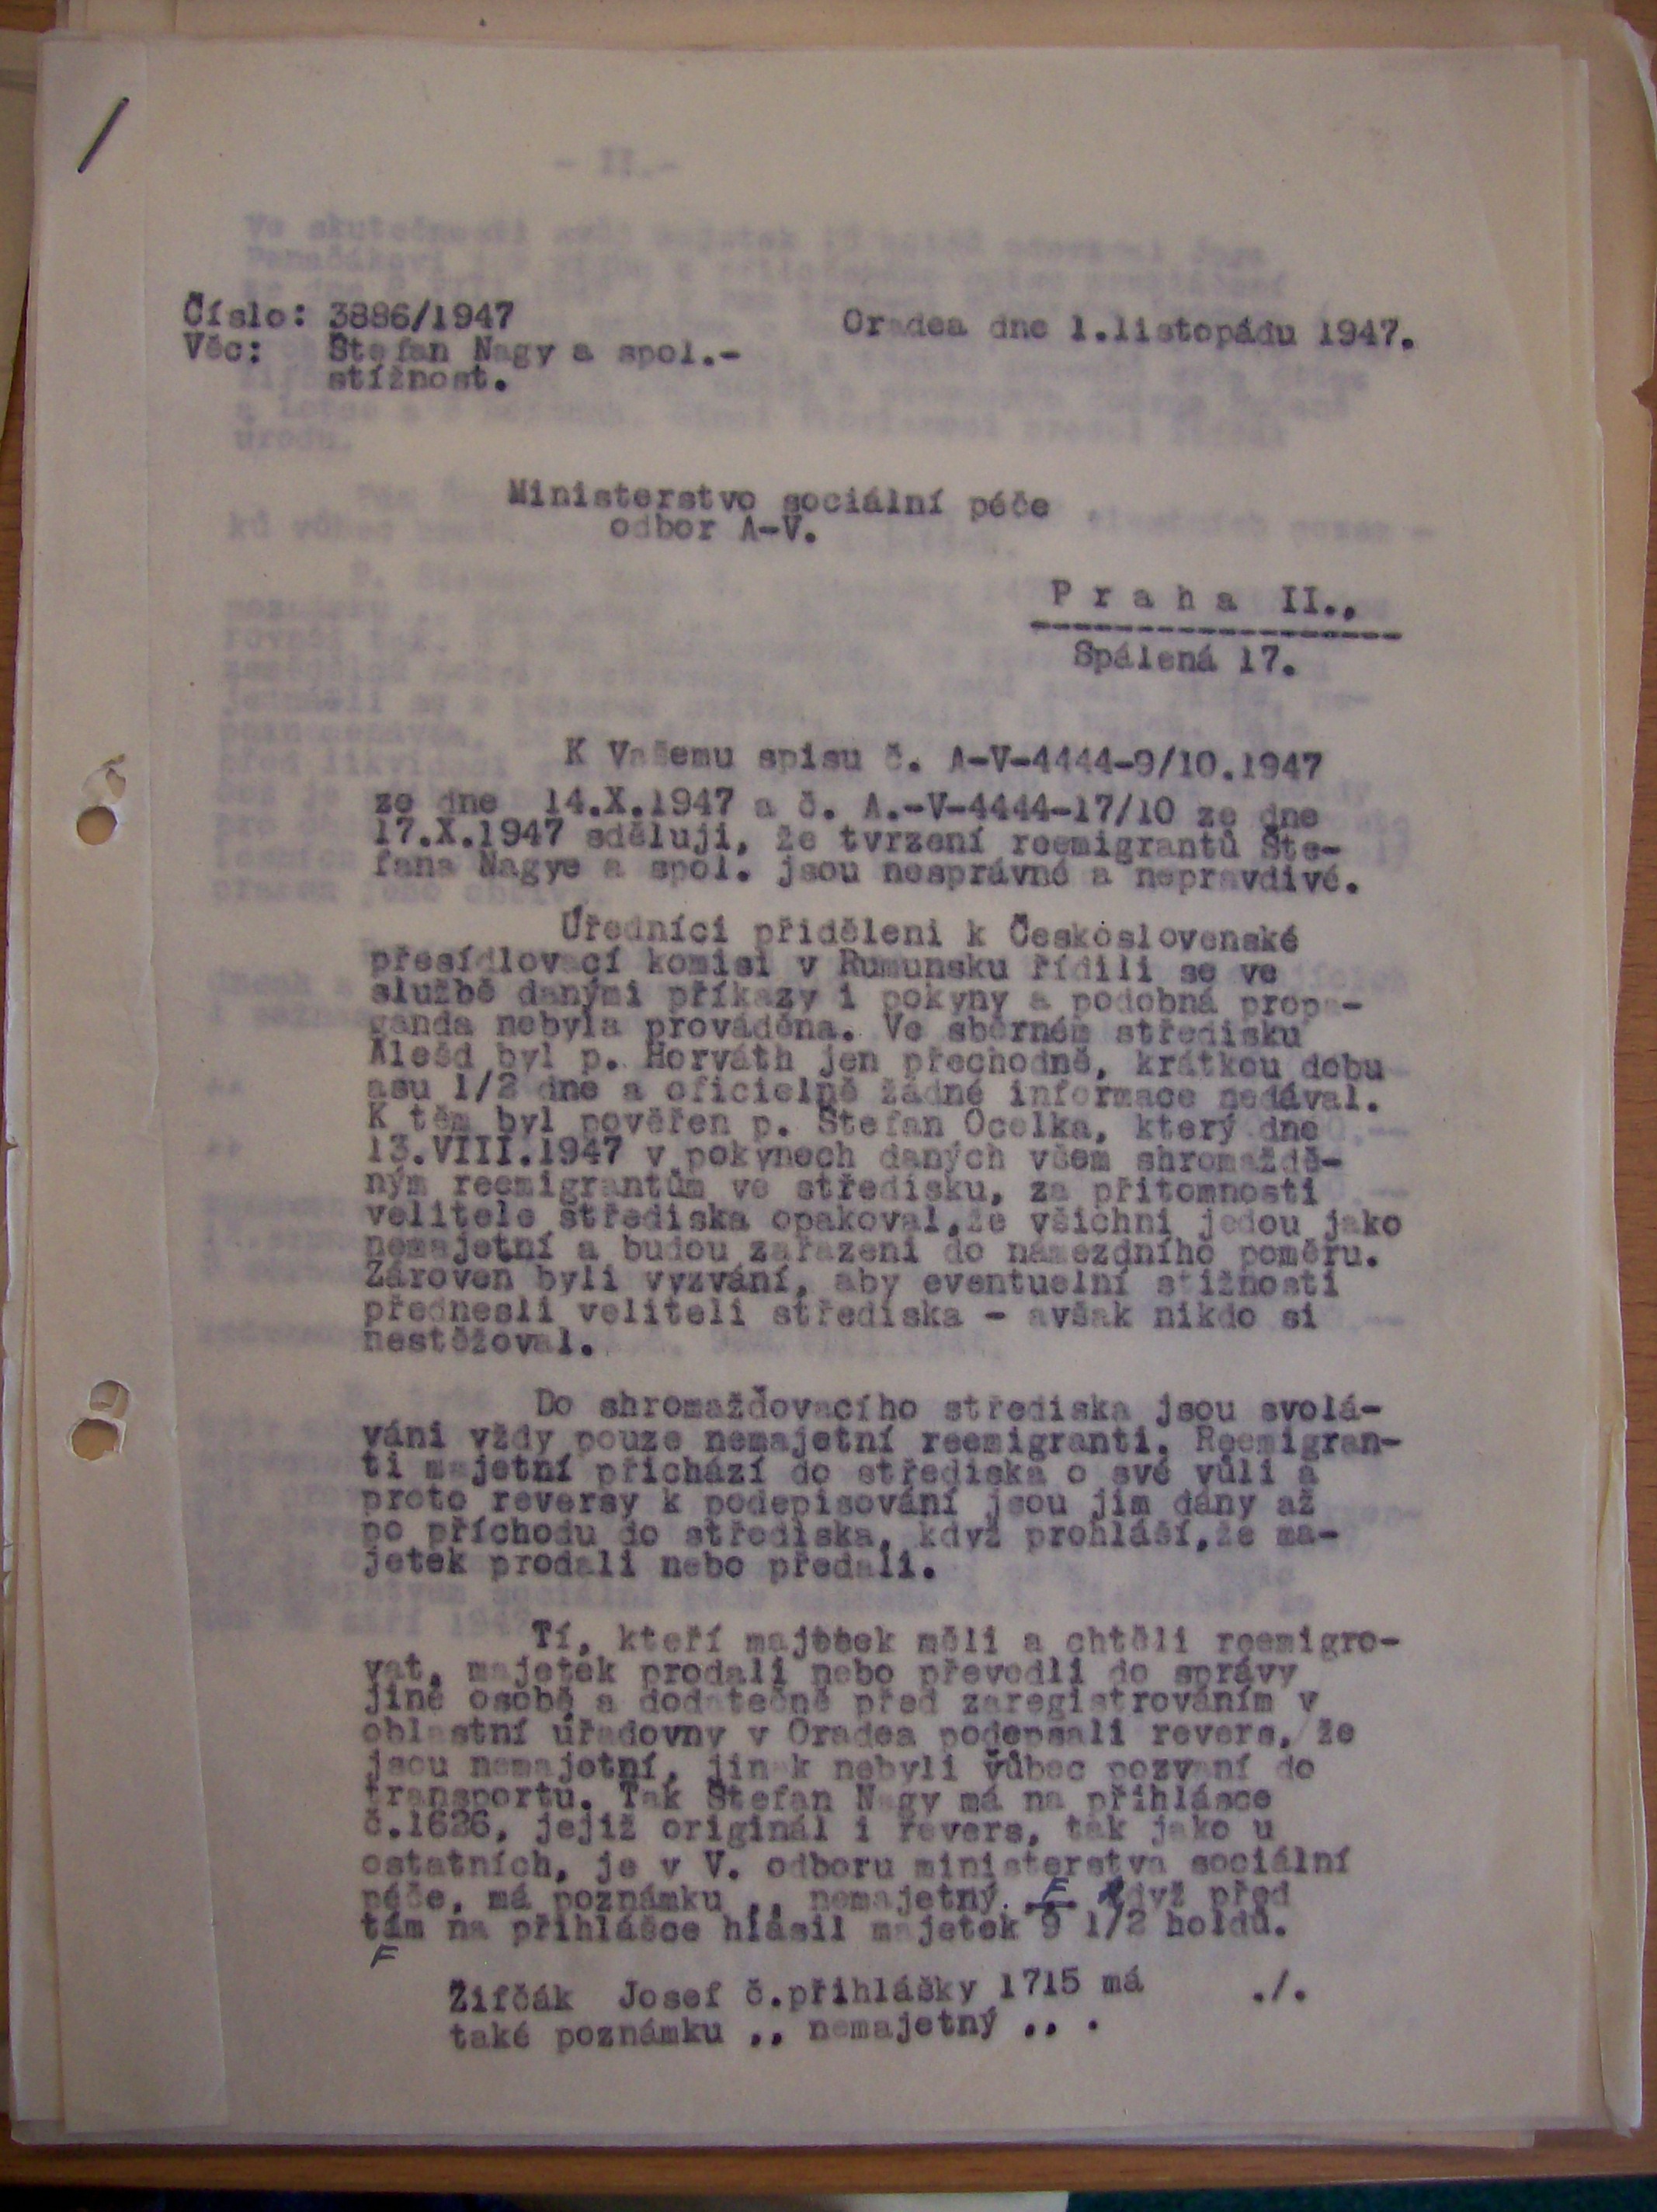 Číslo: 3886/1947
Oradea dne 1.listopádu 1947.
Věc: Štefan Nagy a spol.-
stížnost.
Ministerstvo sociální péče
odbor A-V.
Praha II.,
Spálená 17.
K Vašemu spisu č. A-V-4444-9/10.1947
ze dne 14.X.1947 a č. A.-V-4444-17/10 ze dne
17.X.1947 sděluji, že tvrzení reemigrantů Šte-
fana Nagye a spol. jsou nesprávné a nepravdivé.
Úředníci přiděleni k Československé
přesídlovací komisi v Rumunsku řídili se ve
službě danými příkazy i pokyny a podobná propa-
ganda nebyla prováděna. Ve sběrném středisku
Alešd byl p. Horváth jen přechodně, krátkou dobu
asu 1/2 dne a oficielně žádné informace nedával.
K těm byl pověřen p. Štefan Ocelka, který dne
13.VIII.1947 v pokynech daných všem shromaždě-
ným reemigrantům ve středisku, za přítomnosti
velitele střediska opakoval,že všichni jedou jako
nemajetní a budou zařazeni do námezdního poměru.
Zároven byli vyzváni, aby eventuelní stížnosti
přednesli veliteli střediska - avšak nikdo si
nestěžoval.
Do shromažďovacího střediska jsou svolá-
váni vždy pouze nemajetní reemigranti. Reemigran-
ti majetní přichází do střediska o své vůli a
proto reversy k podepisování jsou jim dány až
po příchodu do střediska, když prohláší,že ma-
jetek prodali nebo předali.
Tí, kteří majetek měli a chtěli reemigro-
vat, majetek prodali nebo převedli do správy
jiné osobě a dodatečně před zaregistrováním v
oblastní úřadovny v Oradea podepsali revers, že
jsou nemajetní, jinak nebyli vůbec pozvaní do
transportu. Tak Štefan Nagy má na přihlásce
č.1626, jejiž originál i revers, tak jako u
ostatních, je v V. odboru ministerstva sociální
péče, má poznámku ,, nemajetný F když před
tím na přihlášce hlásil majetek 9 1/2 holdů.
F
Žifčák Josef č.přihlášky 1715 má ./.
také poznámku ,, nemajetný ,, .